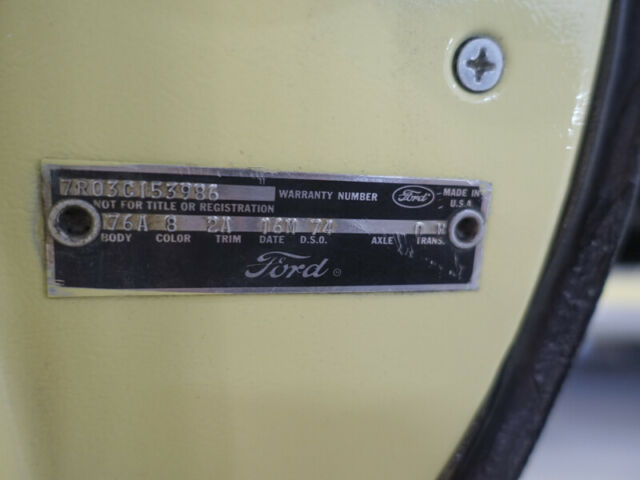 7R03C153986 WARRANTY NUMBER Ford MADE IN U.S.A.
NOT FOR TITLE OR REGISTRATION
76A 8 2A 16M 74
BODY COLOR TRIM DATE D.S.O. AXLE TRANS.
Ford